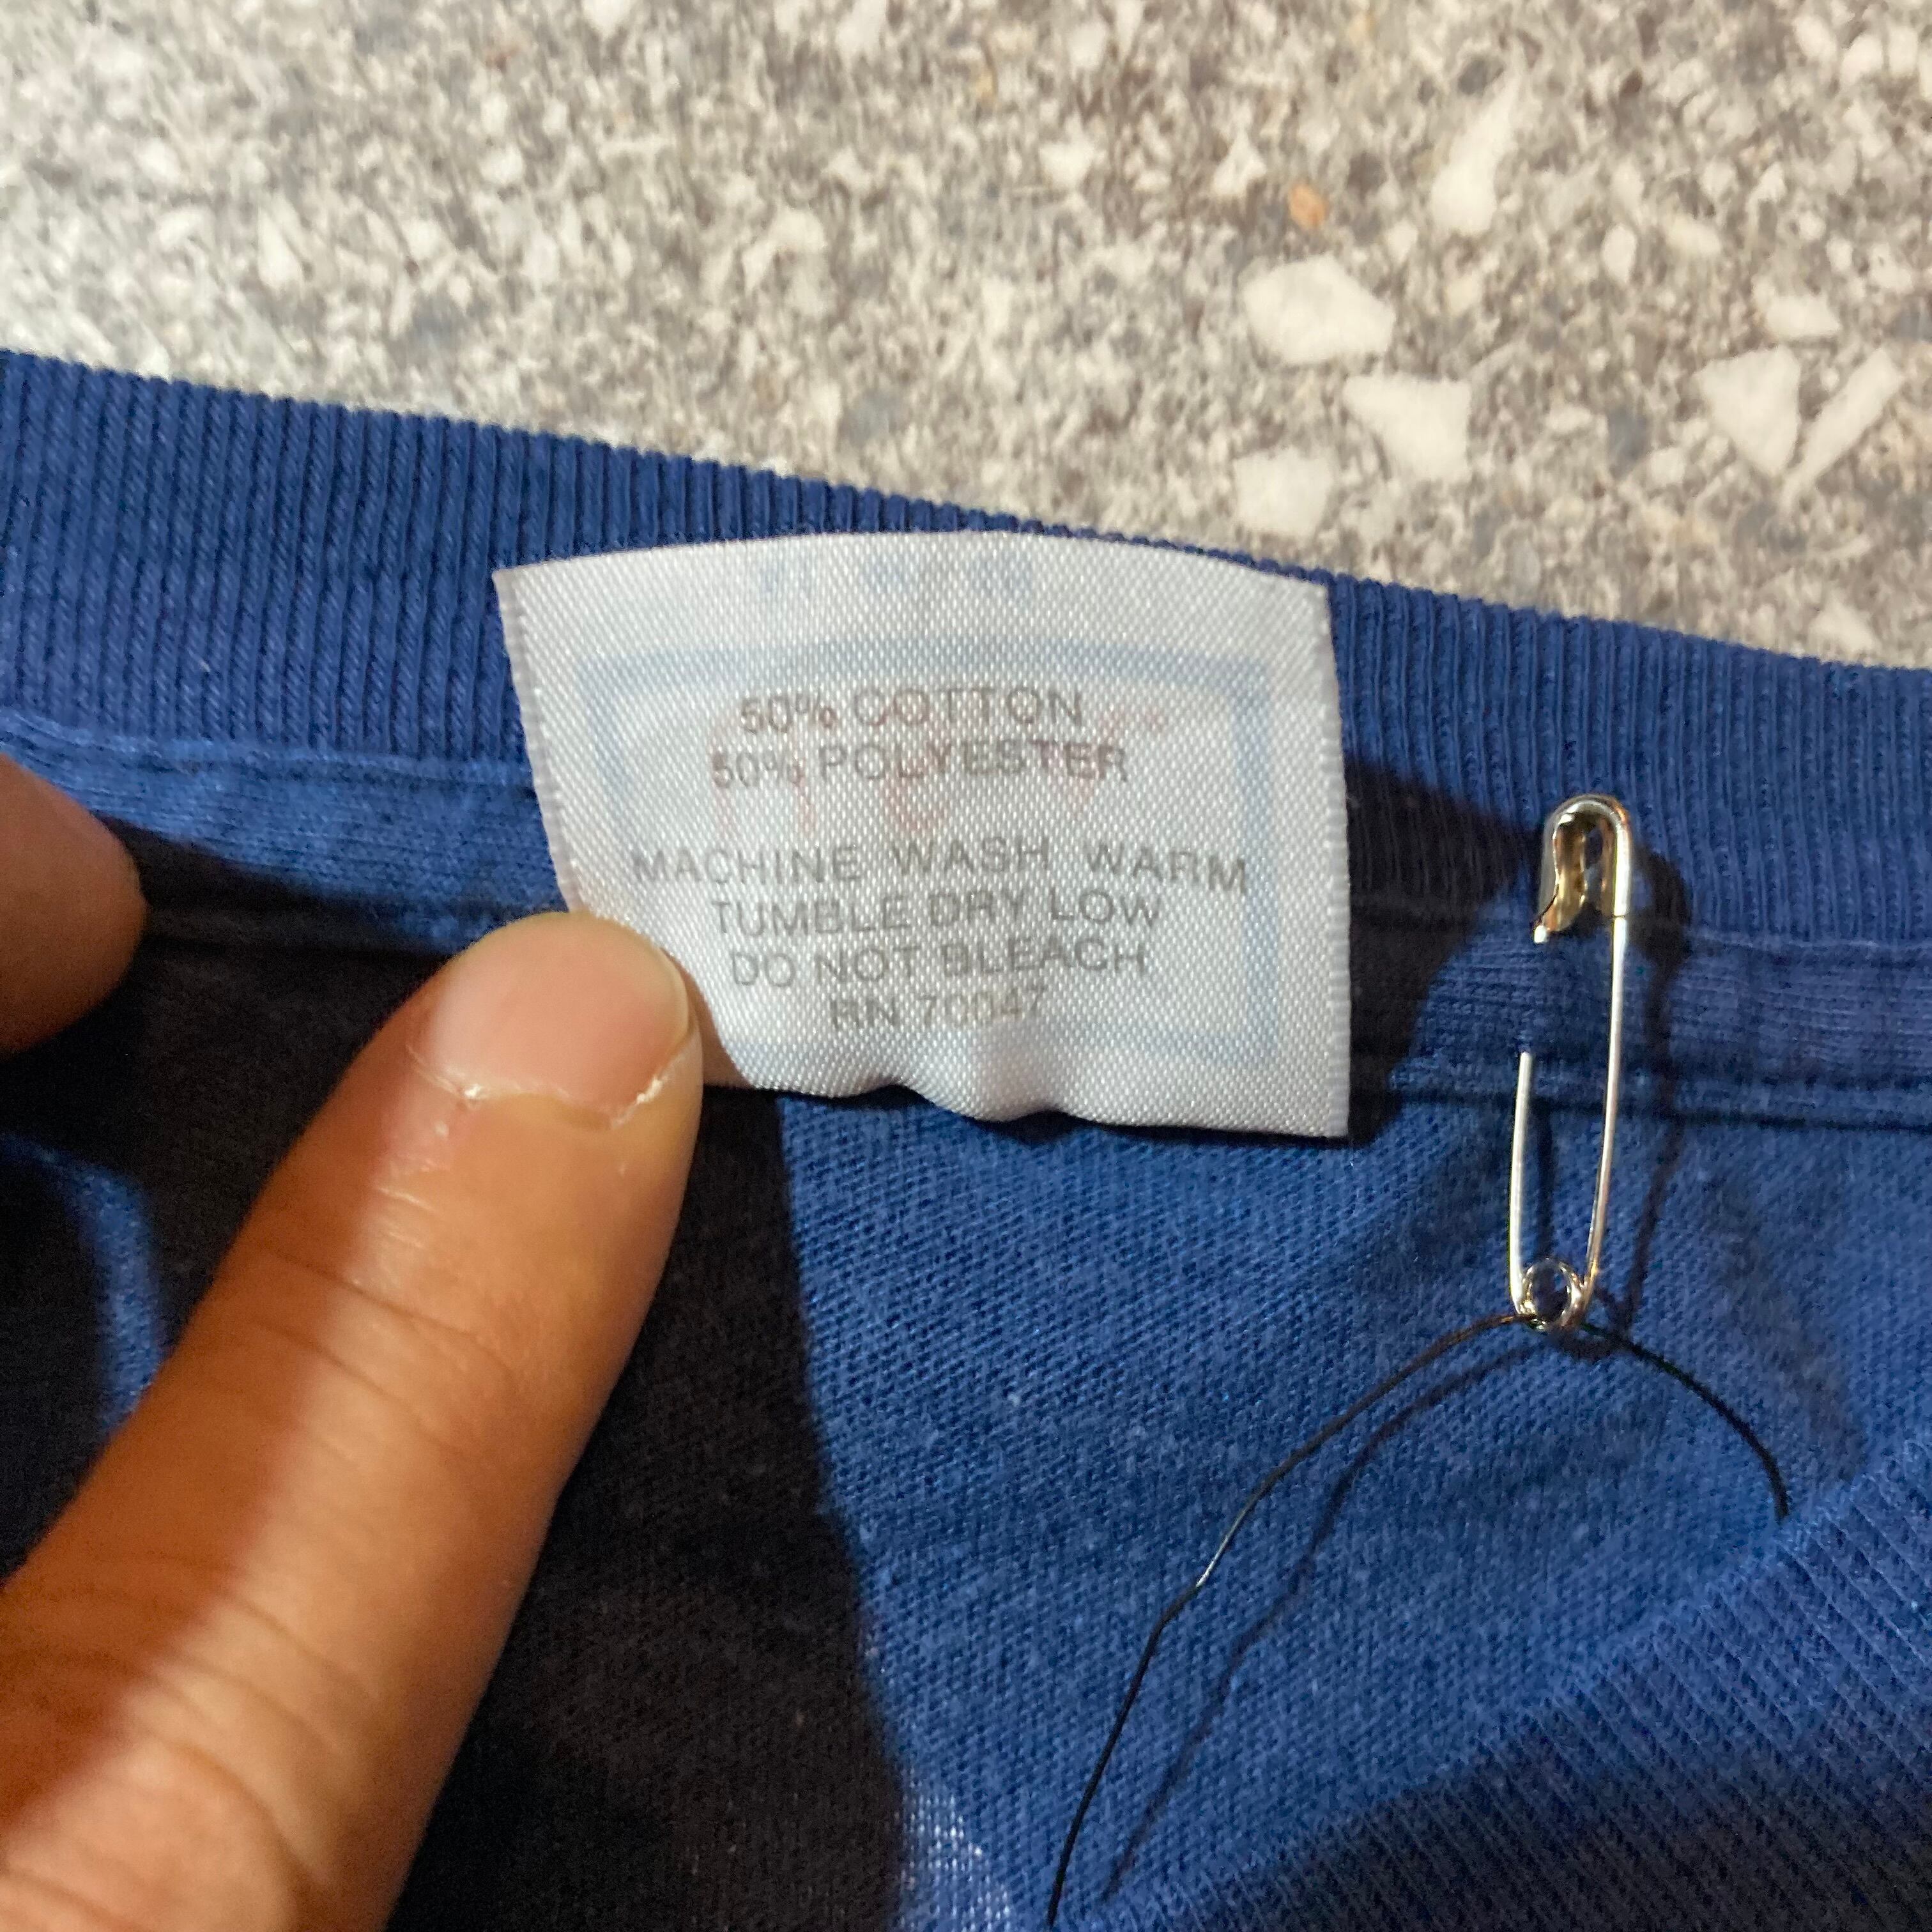 50% COTTON
50% POLYESTER
MACHINE WASH WARM
TUMBLE DRY LOW
DO NOT BLEACH
RN 70047